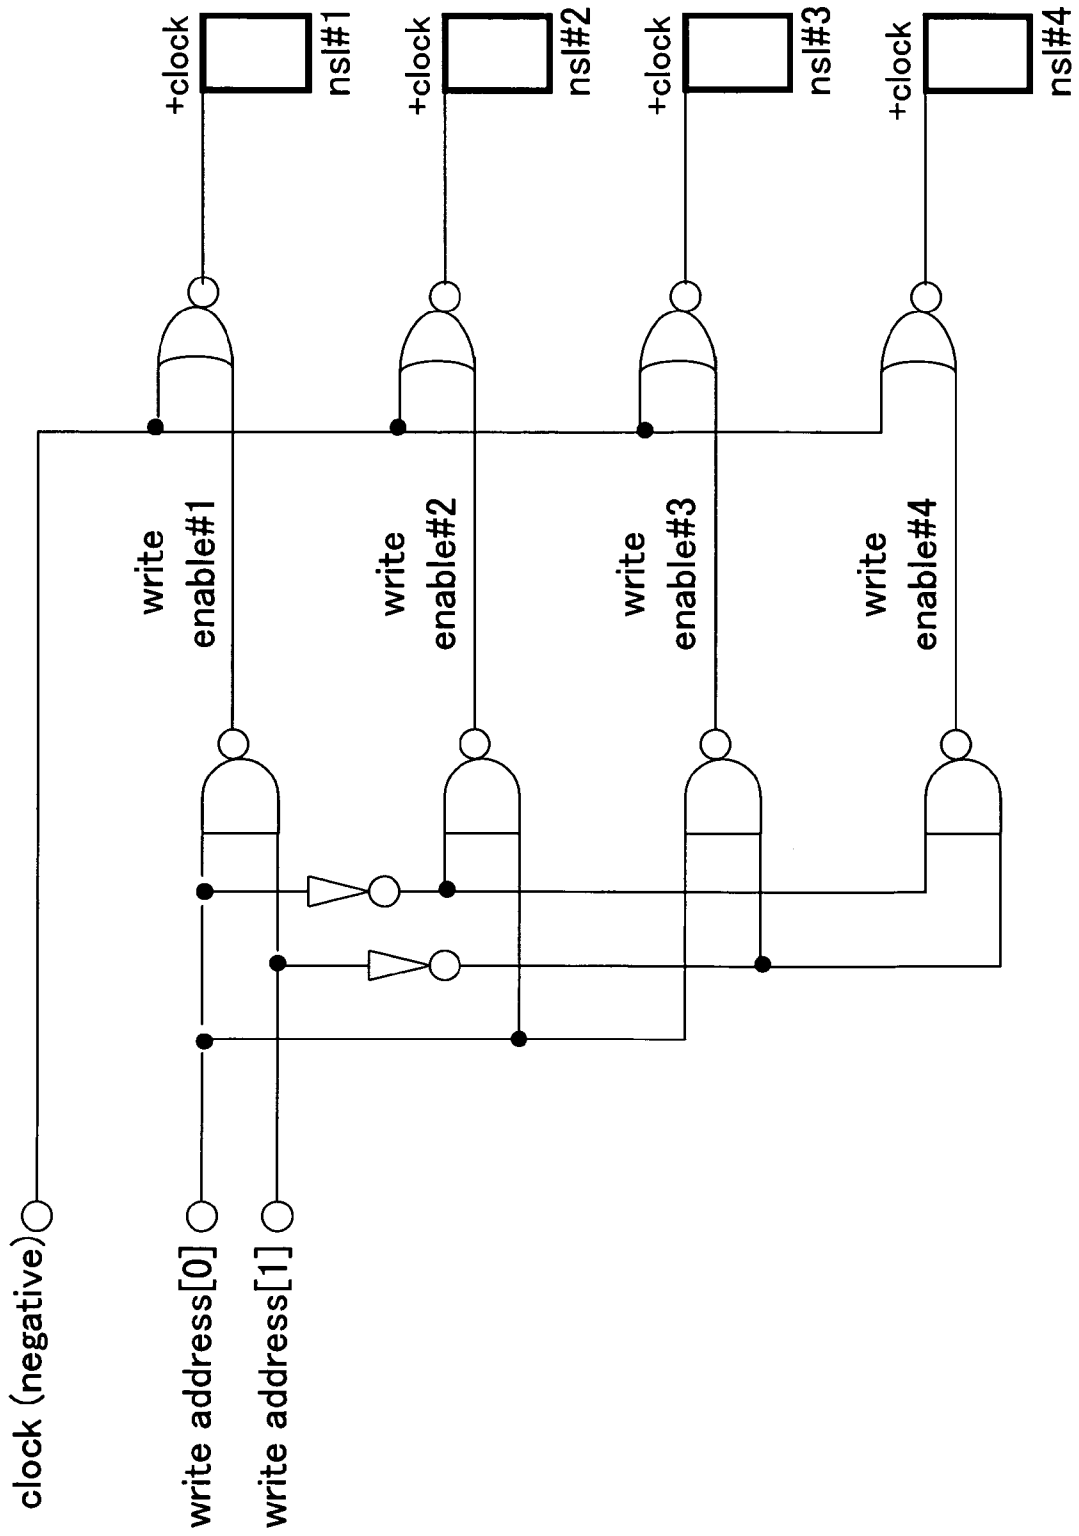 clock (negative)
write address[0]
write address[1]
write
enable#1
write
enable#2
write
enable#3
write
enable#4
+clock
nsl#1
+clock
nsl#2
+clock
nsl#3
+clock
nsl#4